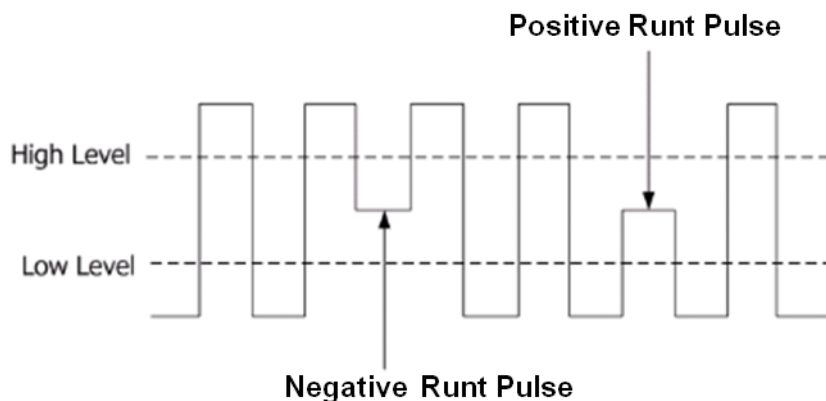 Positive Runt Pulse
High Level
Low Level
Negative Runt Pulse